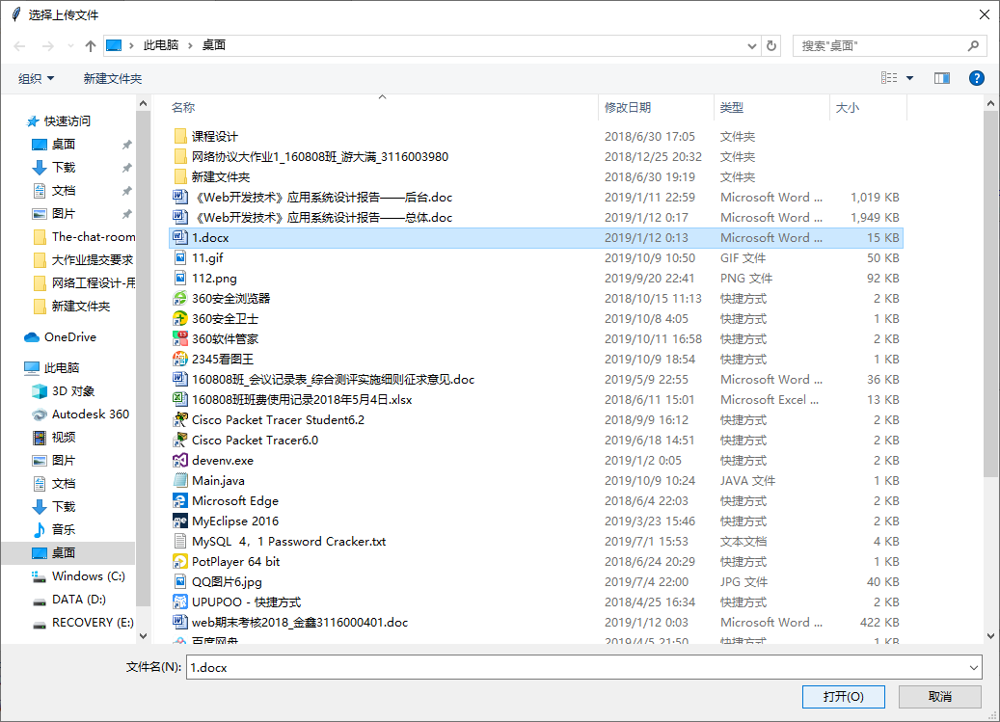 选择上传文件
此电脑 › 桌面
搜索"桌面"
组织
新建文件夹
快速访问
桌面
下载
文档
图片
The-chat-room
大作业提交要求
网络工程设计-用
新建文件夹
OneDrive
此电脑
3D 对象
Autodesk 360
视频
图片
文档
下载
音乐
桌面
Windows (C:)
DATA (D:)
RECOVERY (E:)
名称 修改日期 类型 大小
课程设计 2018/6/30 17:05 文件夹
网络协议大作业1_160808班_游大满_3116003980 2018/12/25 20:32 文件夹
新建文件夹 2018/6/30 19:19 文件夹
《Web开发技术》应用系统设计报告——后台.doc 2019/1/11 22:59 Microsoft Word ... 1,019 KB
《Web开发技术》应用系统设计报告——总体.doc 2019/1/12 0:17 Microsoft Word ... 1,949 KB
1.docx 2019/1/12 0:13 Microsoft Word ... 15 KB
11.gif 2019/10/9 10:50 GIF 文件 50 KB
112.png 2019/9/20 22:41 PNG 文件 92 KB
360安全浏览器 2018/10/15 11:13 快捷方式 2 KB
360安全卫士 2019/10/8 4:05 快捷方式 1 KB
360软件管家 2019/10/11 16:58 快捷方式 2 KB
2345看图王 2019/10/9 18:54 快捷方式 1 KB
160808班_会议记录表_综合测评实施细则征求意见.doc 2019/5/9 22:55 Microsoft Word ... 36 KB
160808班班费使用记录2018年5月4日.xlsx 2018/6/11 15:01 Microsoft Excel ... 13 KB
Cisco Packet Tracer Student6.2 2018/9/9 16:12 快捷方式 2 KB
Cisco Packet Tracer6.0 2019/6/18 14:51 快捷方式 2 KB
devenv.exe 2019/1/2 0:05 快捷方式 2 KB
Main.java 2019/10/9 10:24 JAVA 文件 1 KB
Microsoft Edge 2018/6/4 22:03 快捷方式 2 KB
MyEclipse 2016 2019/3/23 15:46 快捷方式 2 KB
MySQL 4，1 Password Cracker.txt 2019/7/1 15:53 文本文档 4 KB
PotPlayer 64 bit 2018/6/24 20:29 快捷方式 1 KB
QQ图片6.jpg 2019/7/4 22:00 JPG 文件 40 KB
UPUPOO - 快捷方式 2018/4/25 16:34 快捷方式 2 KB
web期末考核2018_金鑫3116000401.doc 2019/1/12 0:03 Microsoft Word ... 422 KB
百度网盘 2019/4/5 21:50 快捷方式 1 KB
文件名(N): 1.docx
打开(O) 取消